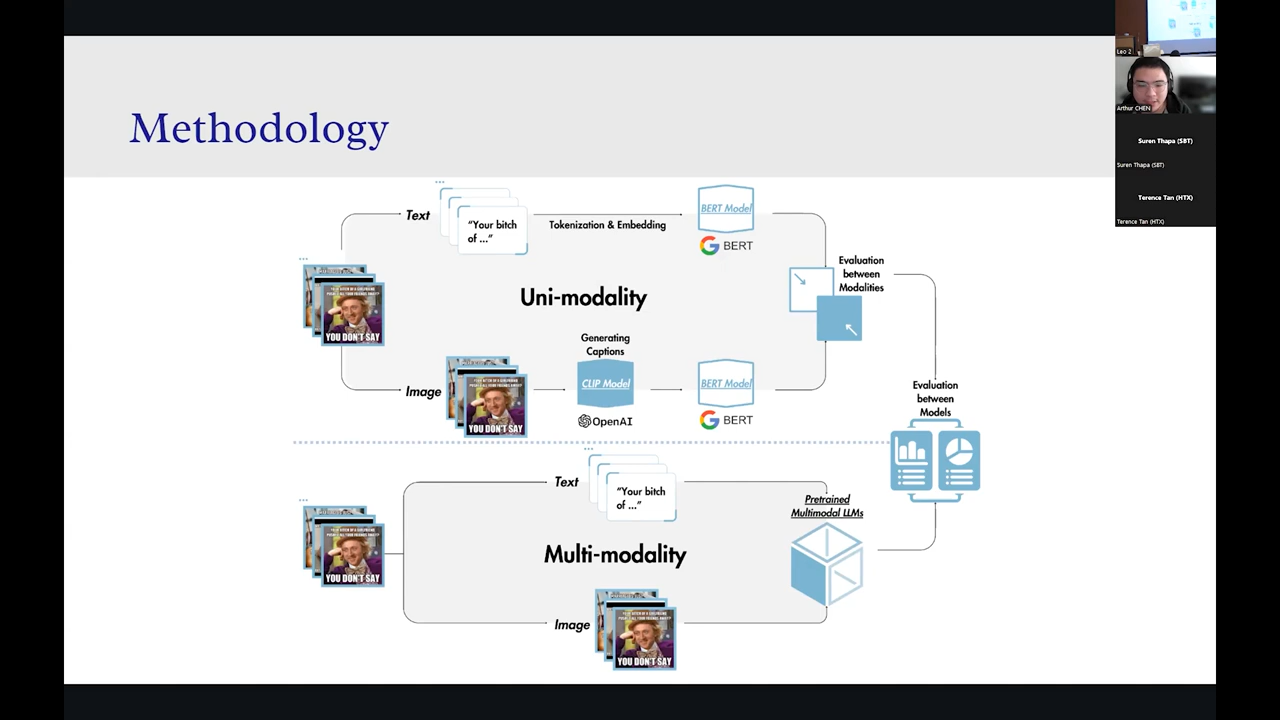 Methodology
Leo 2
Arthur CHEN
Suren Thapa (SBT)
Suren Thapa (SBT)
Terence Tan (HTX)
Terence Tan (HTX)
Text
"Your bitch
of ..."
Tokenization & Embedding
BERT Model
BERT
Evaluation
between
Modalities
Uni-modality
YOU DON'T SAY
Generating
Captions
Image
YOU DON'T SAY
CLIP Model
OpenAI
BERT Model
BERT
Evaluation
between
Models
Text
"Your bitch
of ..."
Pretrained
Multimodal LLMs
YOU DON'T SAY
Multi-modality
Image
YOU DON'T SAY